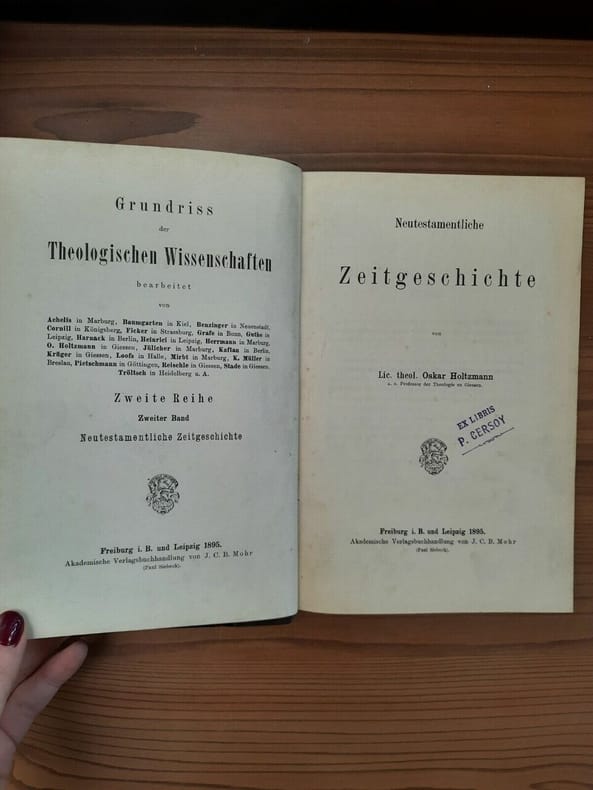 Grundriss
der
Theologischen Wissenschaften
bearbeitet
von
Achelis in Marburg, Baumgarten in Kiel, Benzinger in Neuenstadt,
Cornill in Königsberg, Ficker in Strassburg, Grafe in Bonn, Guthe in
Leipzig, Harnack in Berlin, Heinrici in Leipzig, Herrmann in Marburg,
O. Holtzmann in Giessen, Jülicher in Marburg, Kaftan in Berlin,
Krüger in Giessen, Loofs in Halle, Mirbt in Marburg, K. Müller in
Breslau, Pietschmann in Göttingen, Reischle in Giessen, Stade in Giessen,
Tröltsch in Heidelberg u. A.
Zweite Reihe
Zweiter Band
Neutestamentliche Zeitgeschichte
Freiburg i. B. und Leipzig 1895.
Akademische Verlagsbuchhandlung von J. C. B. Mohr
(Paul Siebeck).
Neutestamentliche
Zeitgeschichte
von
Lic. theol. Oskar Holtzmann
a. o. Professor der Theologie zu Giessen.
EX LIBRIS
P. GERSOY
Freiburg i. B. und Leipzig 1895.
Akademische Verlagsbuchhandlung von J. C. B. Mohr
(Paul Siebeck).